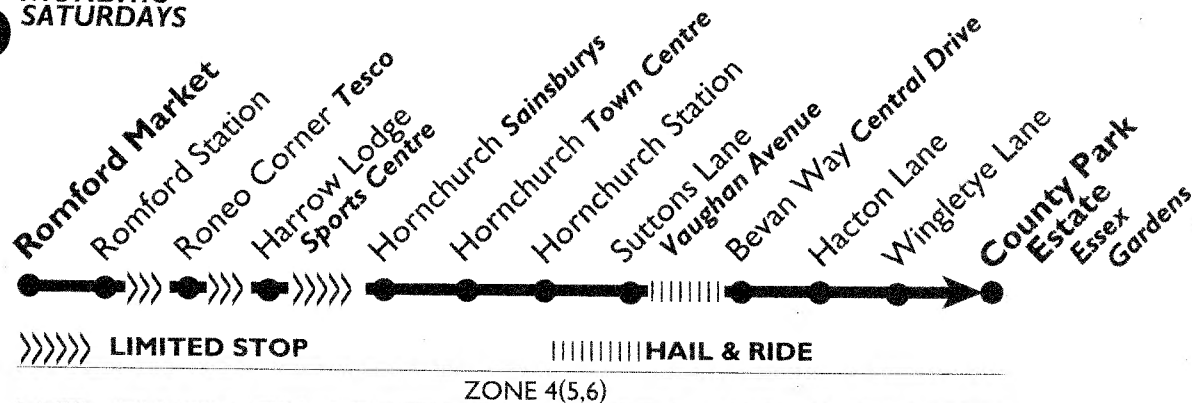 SATURDAYS
Romford Market
Romford Station
Roneo Corner Tesco
Harrow Lodge
Sports Centre
Hornchurch Sainsburys
Hornchurch Town Centre
Hornchurch Station
Suttons Lane
Vaughan Avenue
Bevan Way Central Drive
Hacton Lane
Wingletye Lane
County Park
Estate
Essex
Gardens
LIMITED STOP
HAIL & RIDE
ZONE 4(5,6)